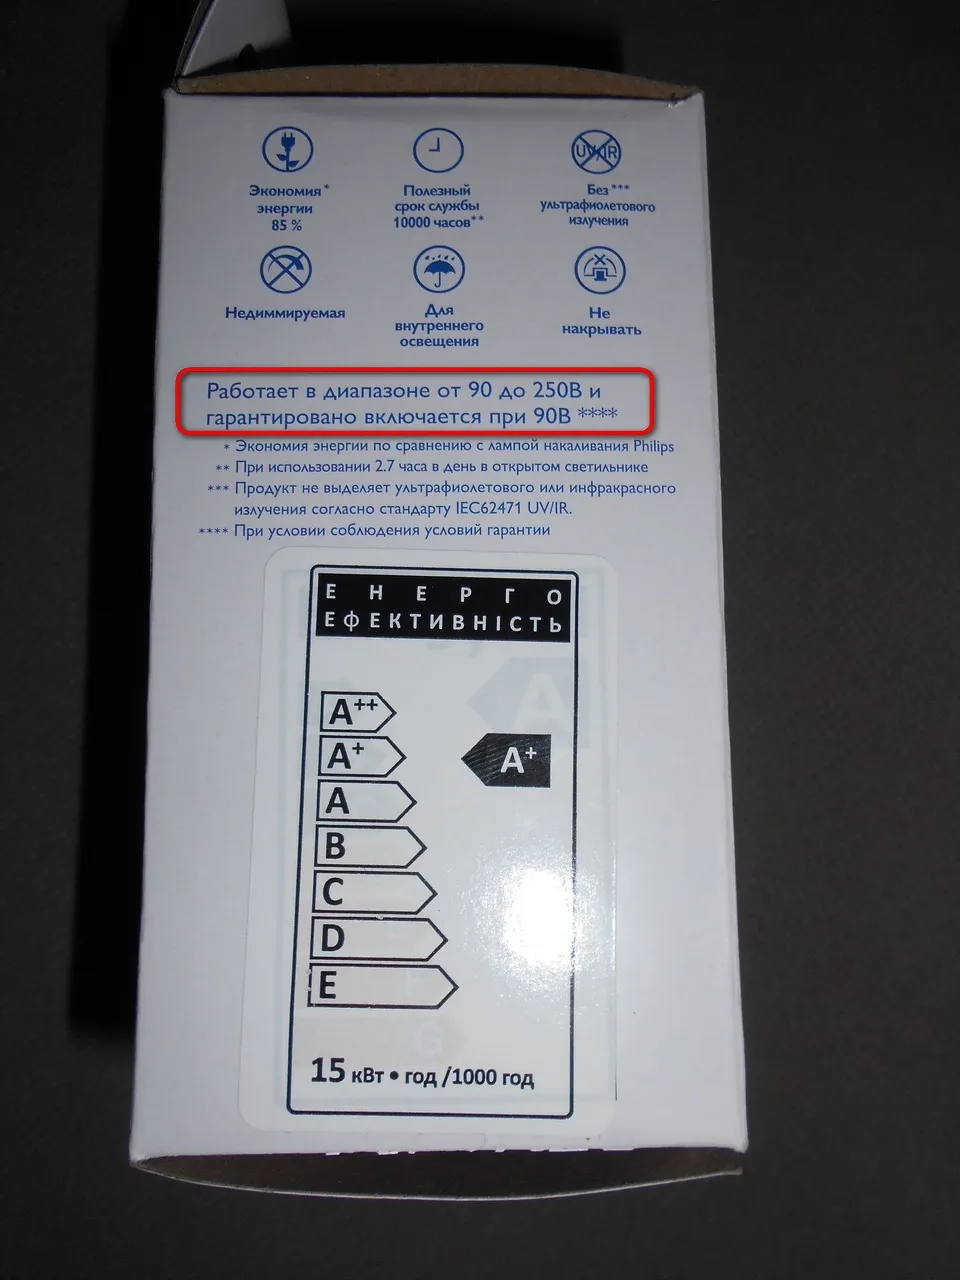 Экономия*
энергии
85 %
Полезный
срок службы
10000 часов**
UV/IR
Без***
ультрафиолетового
излучения
Недиммируемая
Для
внутреннего
освещения
Не
накрывать
Работает в диапазоне от 90 до 250В и
гарантировано включается при 90В ****
* Экономия энергии по сравнению с лампой накаливания Philips
** При использовании 2.7 часа в день в открытом светильнике
*** Продукт не выделяет ультрафиолетового или инфракрасного
излучения согласно стандарту IEC62471 UV/IR.
**** При условии соблюдения условий гарантии
ЕНЕРГО
ЕФЕКТИВНІСТЬ
A++
A+
A+
A
B
C
D
E
15 кВт • год /1000 год